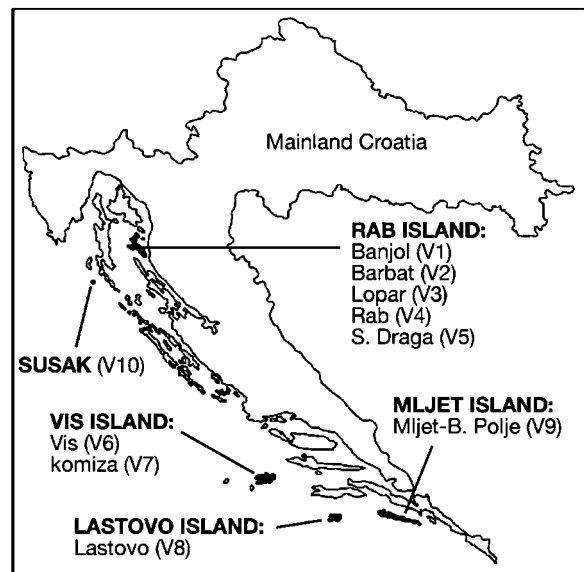 Mainland Croatia
RAB ISLAND:
Banjol (V1)
Barbat (V2)
Lopar (V3)
Rab (V4)
S. Draga (V5)
SUSAK (V10)
VIS ISLAND:
Vis (V6)
komiza (V7)
MLJET ISLAND:
Mljet-B. Polje (V9)
LASTOVO ISLAND:
Lastovo (V8)